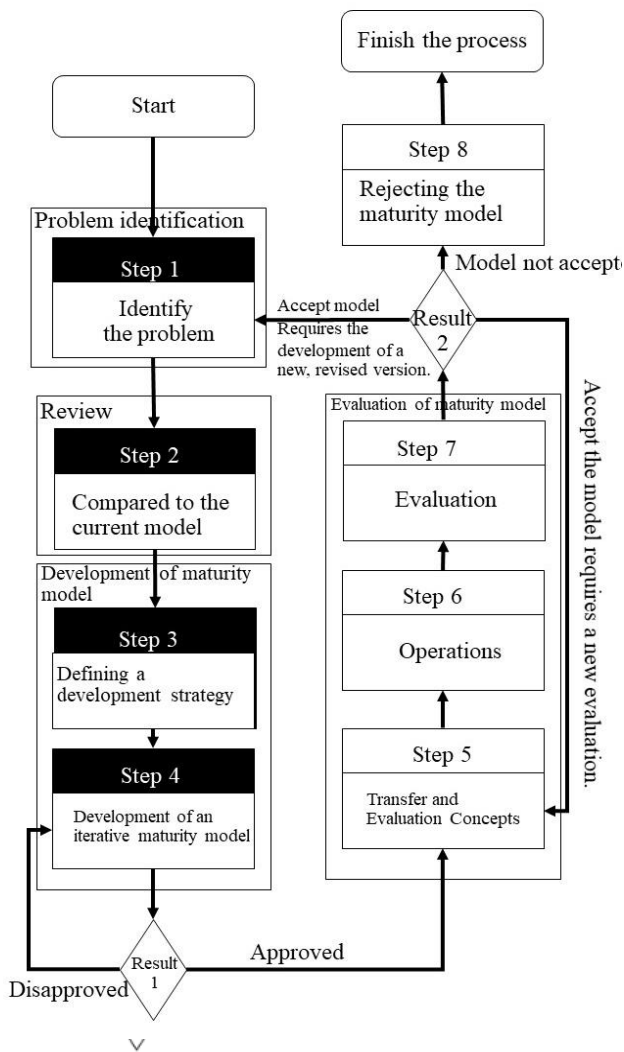 Start
Problem identification
Step 1
Identify
the problem
Review
Step 2
Compared to the
current model
Development of maturity
model
Step 3
Defining a
development strategy
Step 4
Development of an
iterative maturity model
Result
1
Disapproved
Approved
Evaluation of maturity model
Step 5
Transfer and
Evaluation Concepts
Step 6
Operations
Step 7
Evaluation
Result
2
Accept model
Requires the
development of a
new, revised version.
Accept the model requires a new evaluation.
Model not accept
Step 8
Rejecting the
maturity model
Finish the process